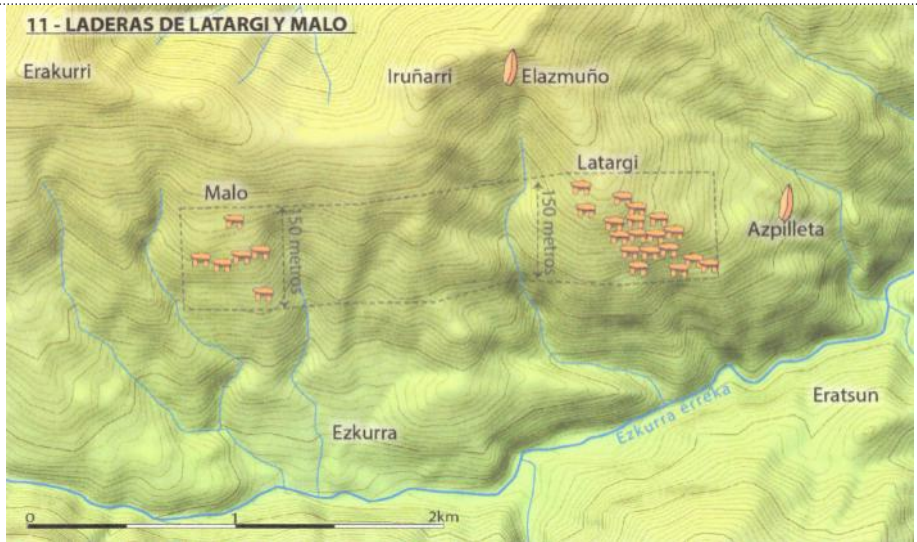 11 - LADERAS DE LATARGI Y MALO
Erakurri
Iruñarri
Elazmuño
Latargi
Malo
150 metros
150 metros
Azpilleta
Eratsun
Ezkurra erreka
Ezkurra
0 1 2km